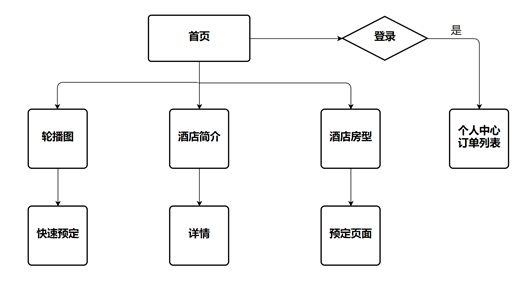 首页
登录
是
轮播图
酒店简介
酒店房型
个人中心
订单列表
快速预定
详情
预定页面